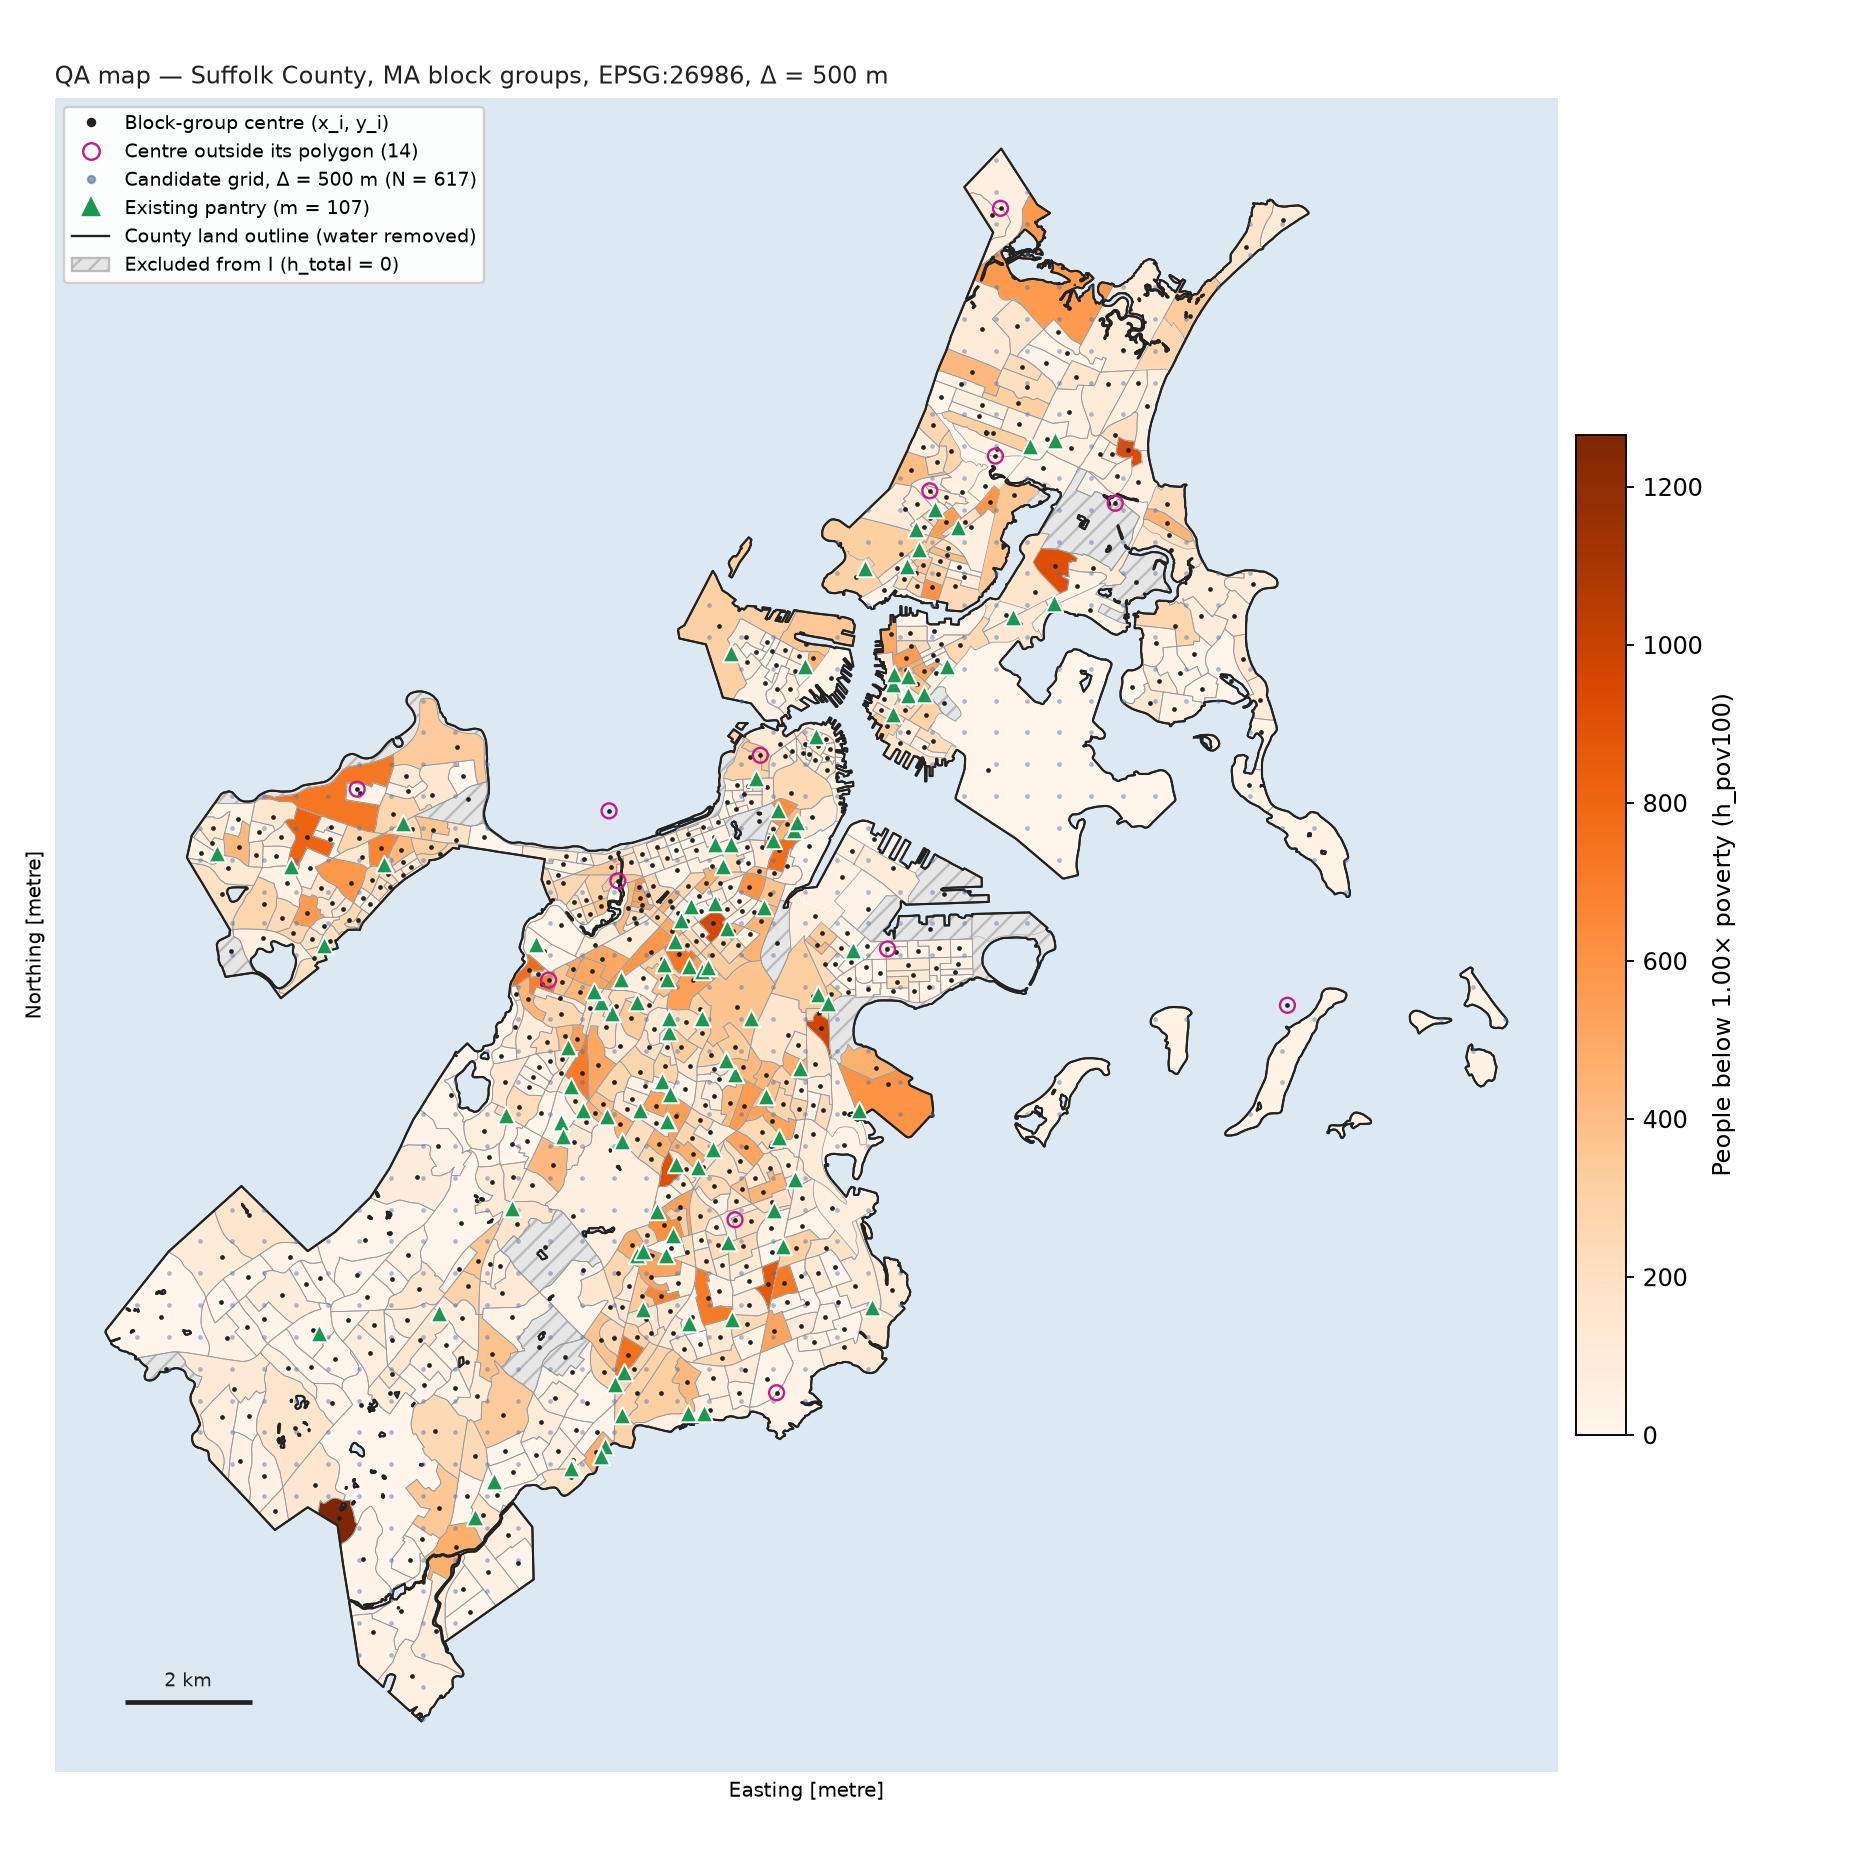 QA map — Suffolk County, MA block groups, EPSG:26986, Δ = 500 m
Block-group centre (x_i, y_i)
Centre outside its polygon (14)
Candidate grid, Δ = 500 m (N = 617)
Existing pantry (m = 107)
County land outline (water removed)
Excluded from I (h_total = 0)
Northing [metre]
2 km
Easting [metre]
1200
1000
800
600
400
200
0
People below 1.00× poverty (h_pov100)